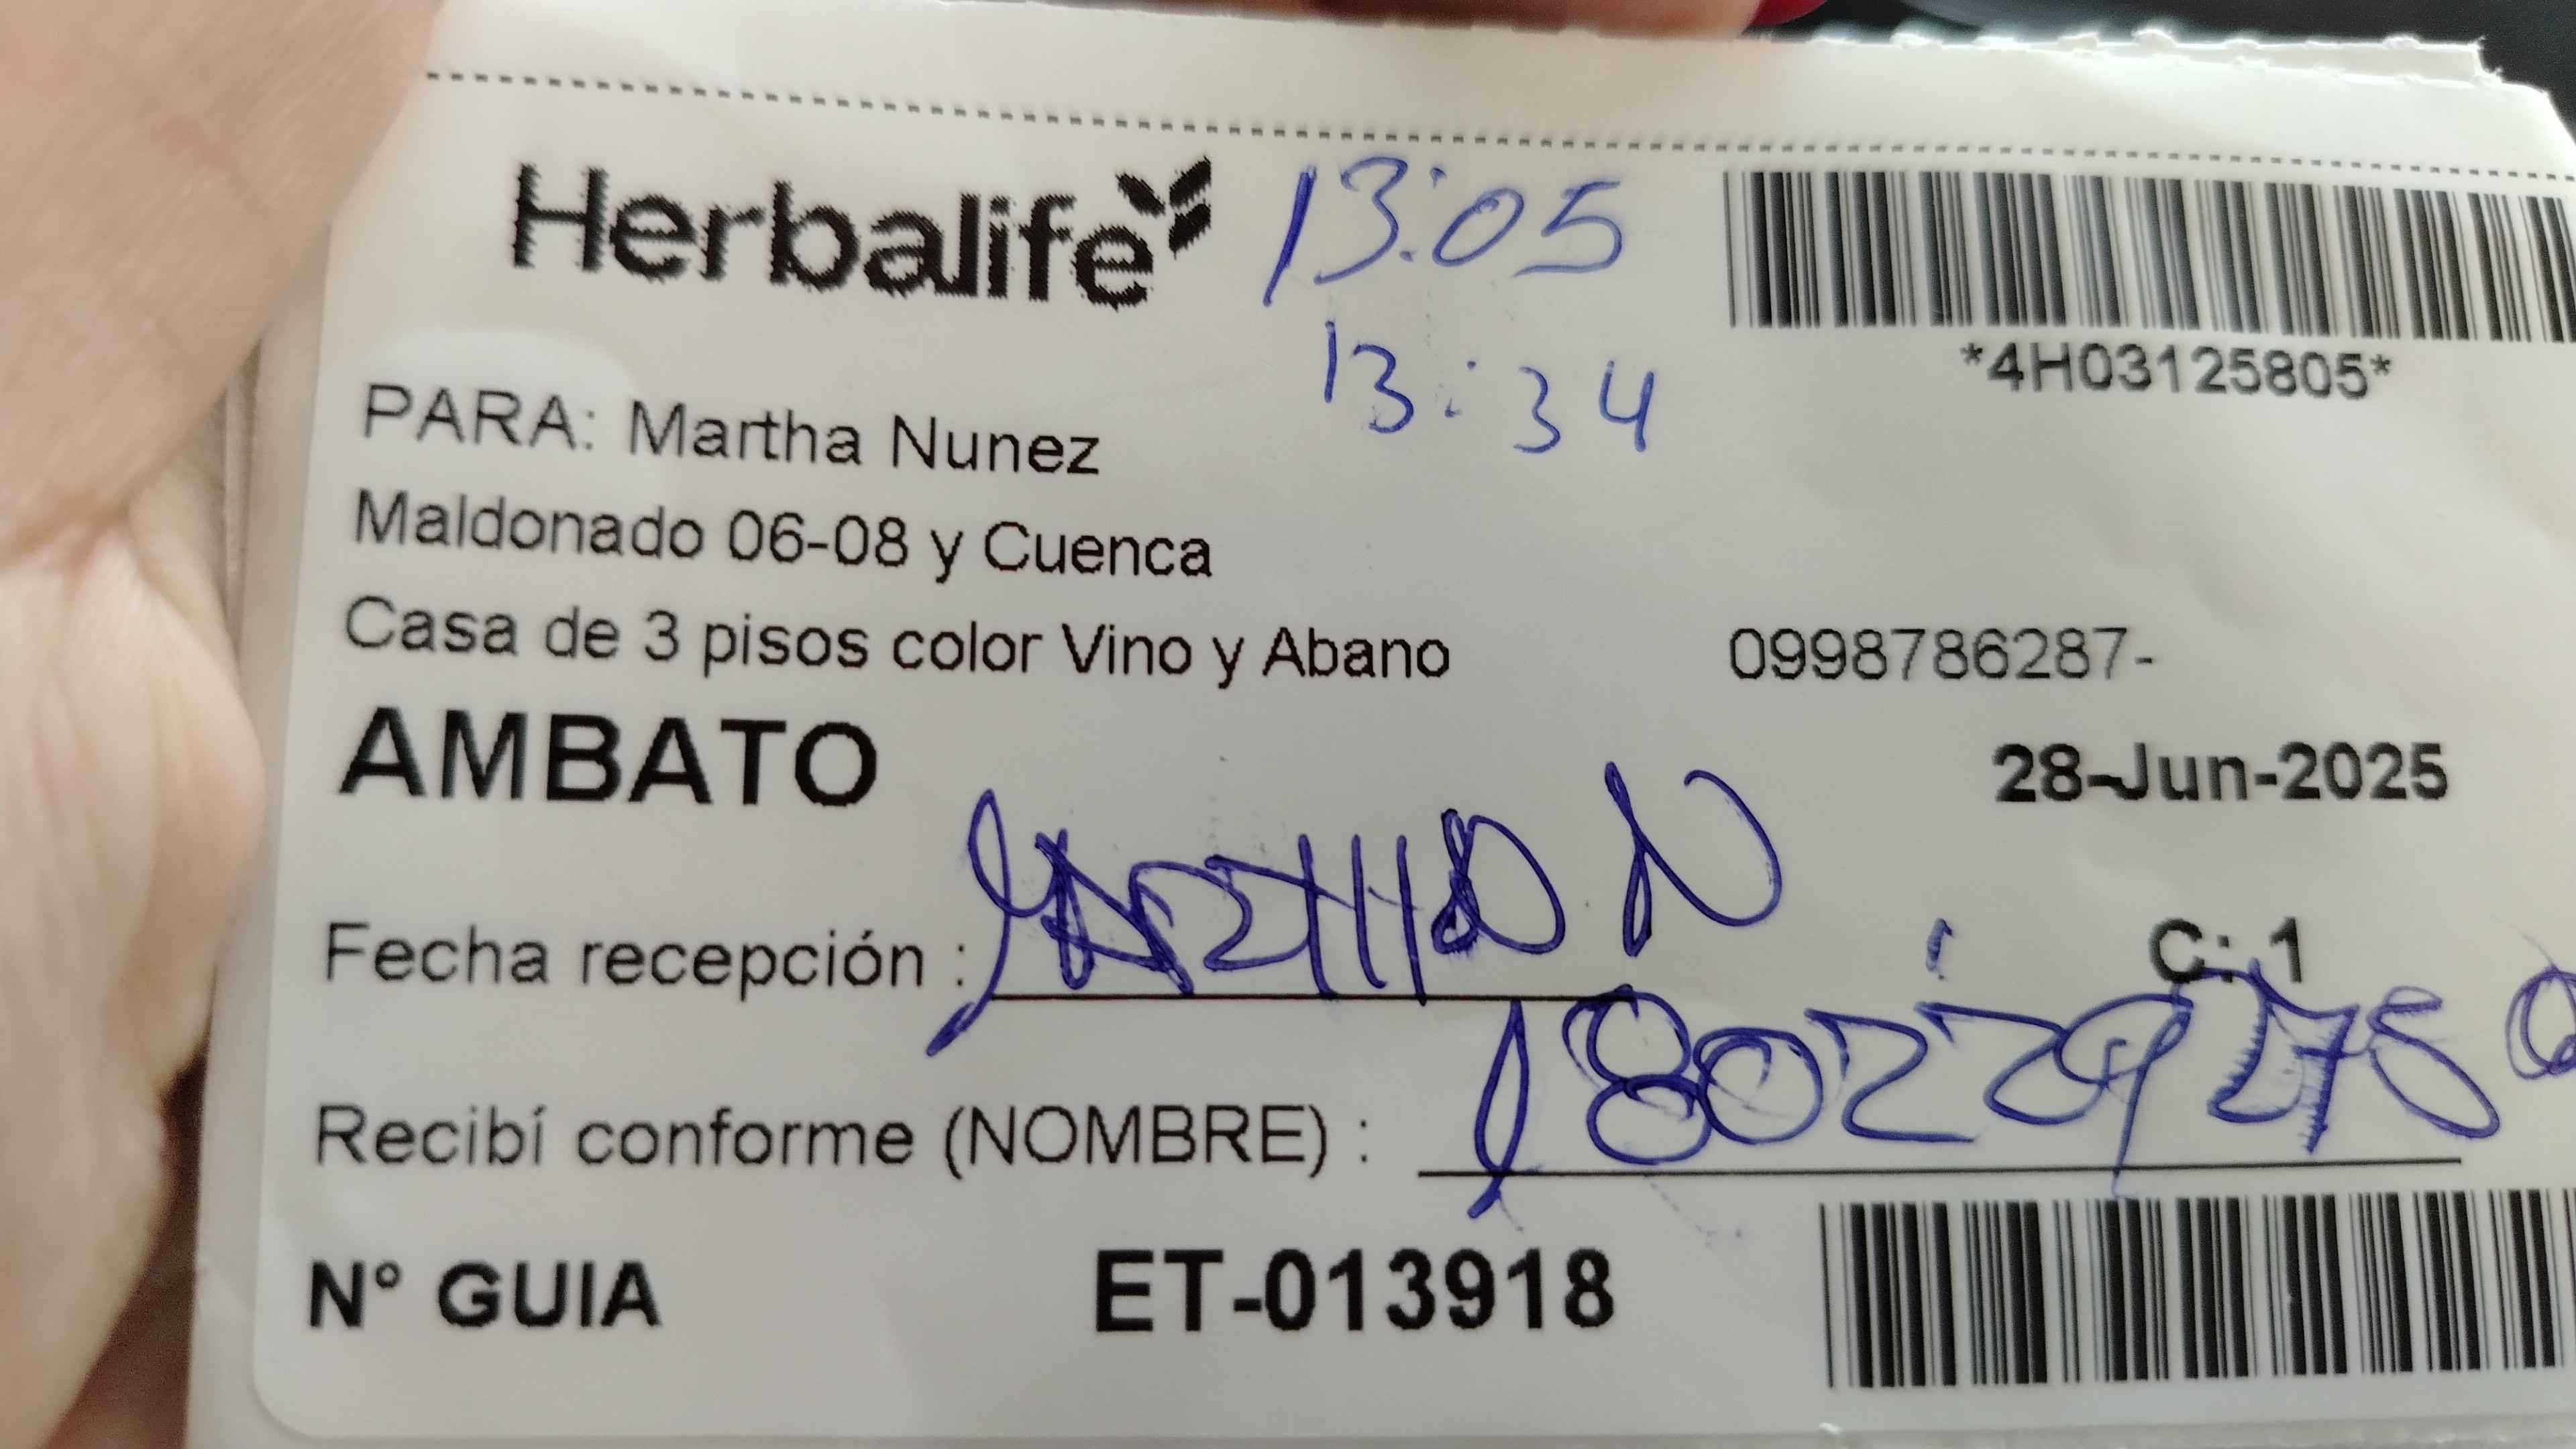 Herbalife
13:05
*4H03125805*
13:34
PARA: Martha Nunez
Maldonado 06-08 y Cuenca
Casa de 3 pisos color Vino y Abano
0998786287-
AMBATO
28-Jun-2025
C: 1
Fecha recepción : MARTHA N
Recibí conforme (NOMBRE) :
N° GUIA ET-013918